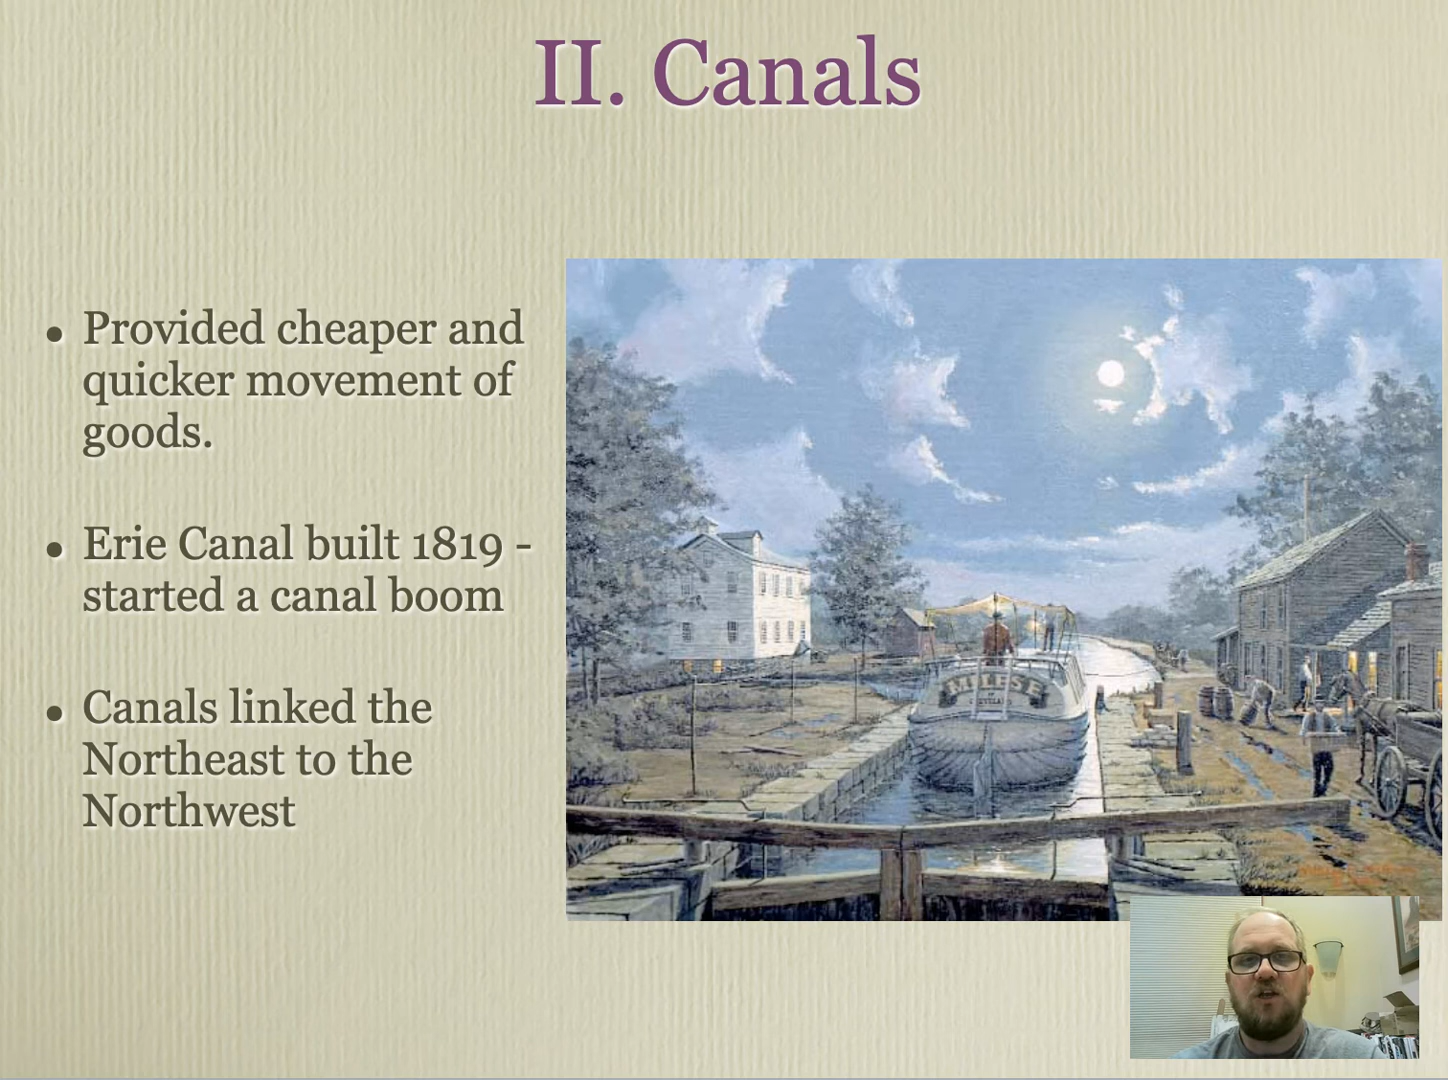 II. Canals
• Provided cheaper and
quicker movement of
goods.
• Erie Canal built 1819 -
started a canal boom
• Canals linked the
Northeast to the
Northwest